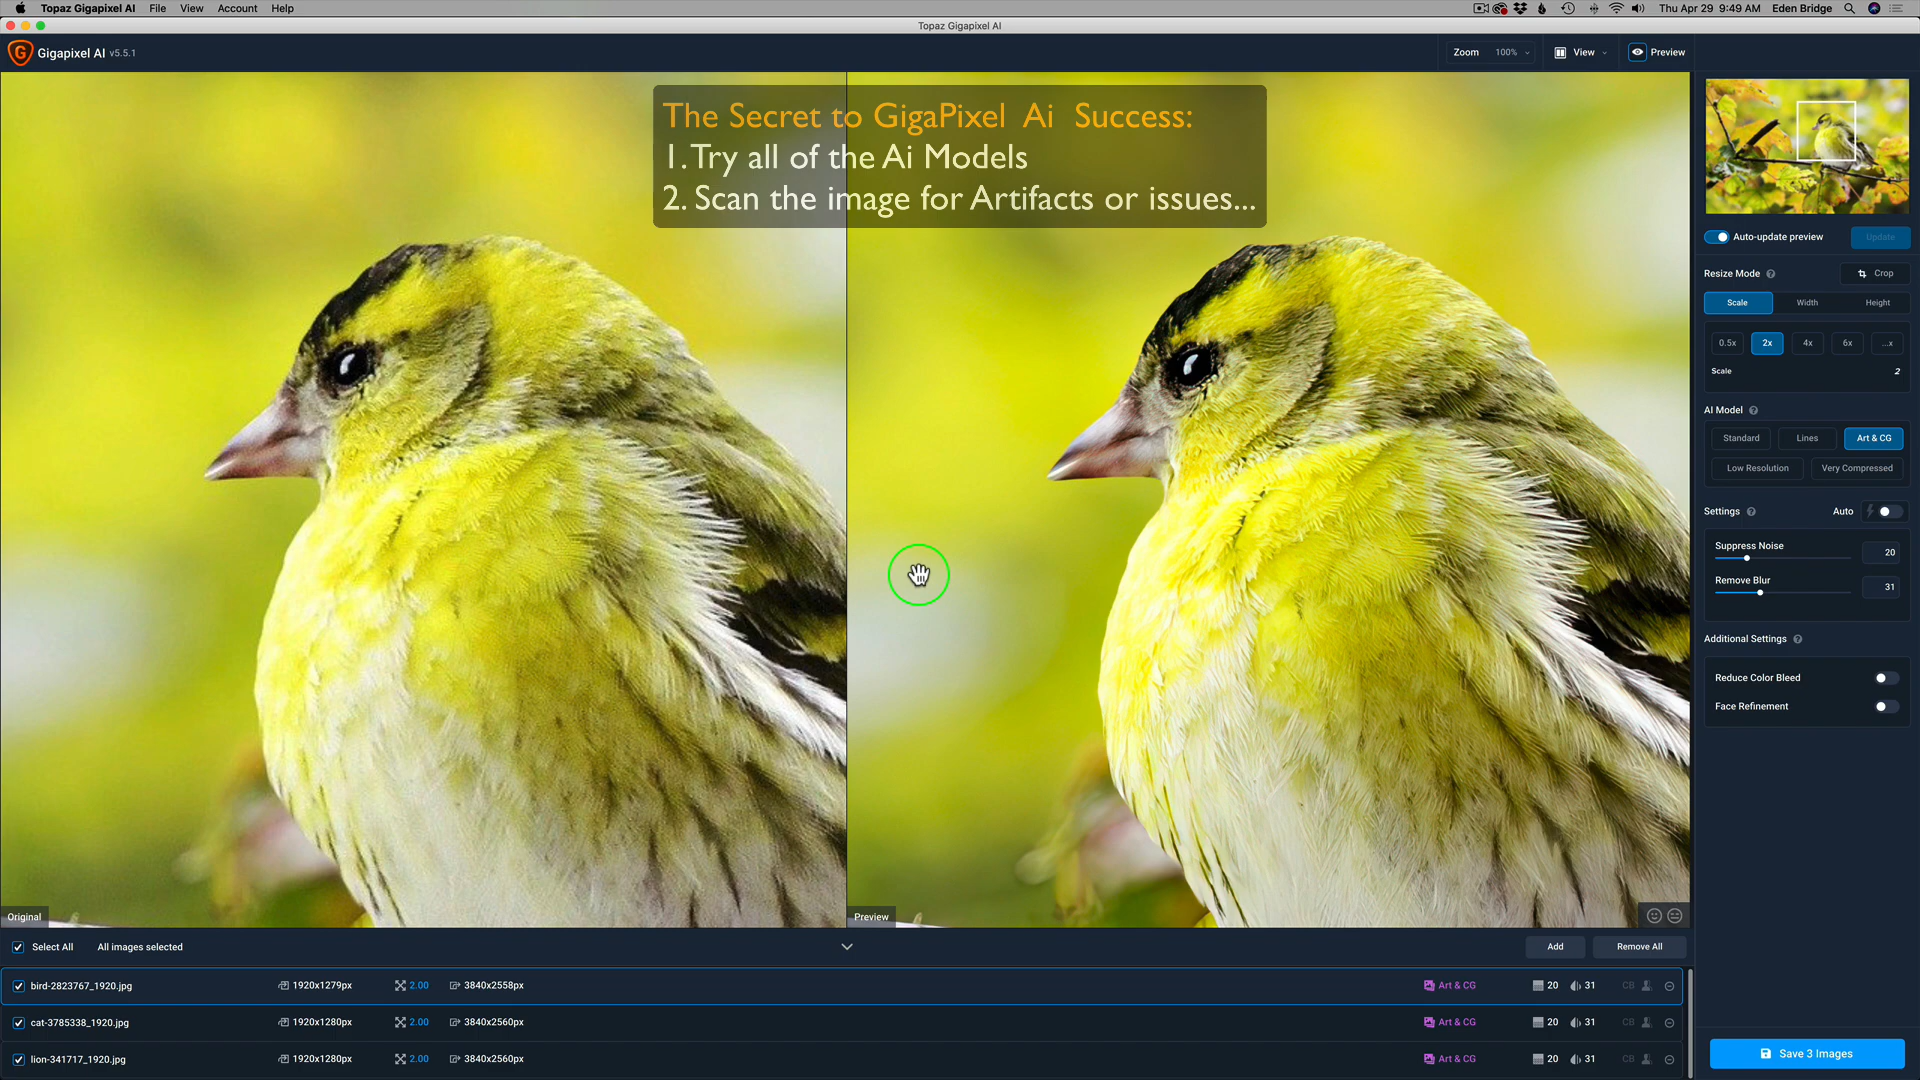 Topaz Gigapixel AI File View Account Help Thu Apr 29 9:49 AM Eden Bridge
Topaz Gigapixel AI
G Gigapixel AI v5.5.1 Zoom 100% View Preview
The Secret to GigaPixel Ai Success:
1. Try all of the Ai Models
2. Scan the image for Artifacts or issues...
Auto-update preview Update
Resize Mode ? Crop
Scale Width Height
0.5x 2x 4x 6x ...x
Scale 2
AI Model ?
Standard Lines Art & CG
Low Resolution Very Compressed
Settings ? Auto
Suppress Noise 20
Remove Blur 31
Additional Settings ?
Reduce Color Bleed
Face Refinement
Original Preview
Select All All images selected Add Remove All
bird-2823767_1920.jpg 1920x1279px 2.00 3840x2558px Art & CG 20 31 CB
cat-3785338_1920.jpg 1920x1280px 2.00 3840x2560px Art & CG 20 31 CB
lion-341717_1920.jpg 1920x1280px 2.00 3840x2560px Art & CG 20 31 CB
Save 3 Images